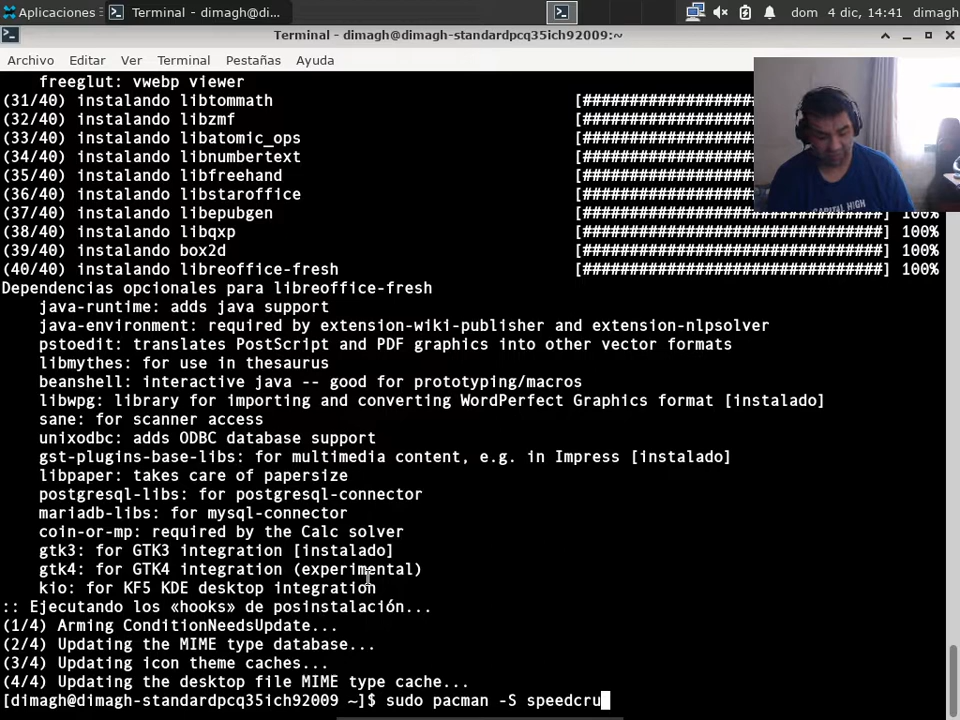 Aplicaciones Terminal - dimagh@di... dom 4 dic, 14:41 dimagh
Terminal - dimagh@dimagh-standardpcq35ich92009:~
Archivo Editar Ver Terminal Pestañas Ayuda
freeglut: vwebp viewer
(31/40) instalando libtommath [##################
(32/40) instalando libzmf [##################
(33/40) instalando libatomic_ops [##################
(34/40) instalando libnumbertext [##################
(35/40) instalando libfreehand [##################
(36/40) instalando libstaroffice [##################
CAPITAL HIGH
(37/40) instalando libepubgen [################################] 100%
(38/40) instalando libqxp [################################] 100%
(39/40) instalando box2d [################################] 100%
(40/40) instalando libreoffice-fresh [################################] 100%
Dependencias opcionales para libreoffice-fresh
java-runtime: adds java support
java-environment: required by extension-wiki-publisher and extension-nlpsolver
pstoedit: translates PostScript and PDF graphics into other vector formats
libmythes: for use in thesaurus
beanshell: interactive java -- good for prototyping/macros
libwpg: library for importing and converting WordPerfect Graphics format [instalado]
sane: for scanner access
unixodbc: adds ODBC database support
gst-plugins-base-libs: for multimedia content, e.g. in Impress [instalado]
libpaper: takes care of papersize
postgresql-libs: for postgresql-connector
mariadb-libs: for mysql-connector
coin-or-mp: required by the Calc solver
gtk3: for GTK3 integration [instalado]
gtk4: for GTK4 integration (experimental)
kio: for KF5 KDE desktop integration
:: Ejecutando los «hooks» de posinstalación...
(1/4) Arming ConditionNeedsUpdate...
(2/4) Updating the MIME type database...
(3/4) Updating icon theme caches...
(4/4) Updating the desktop file MIME type cache...
[dimagh@dimagh-standardpcq35ich92009 ~]$ sudo pacman -S speedcru